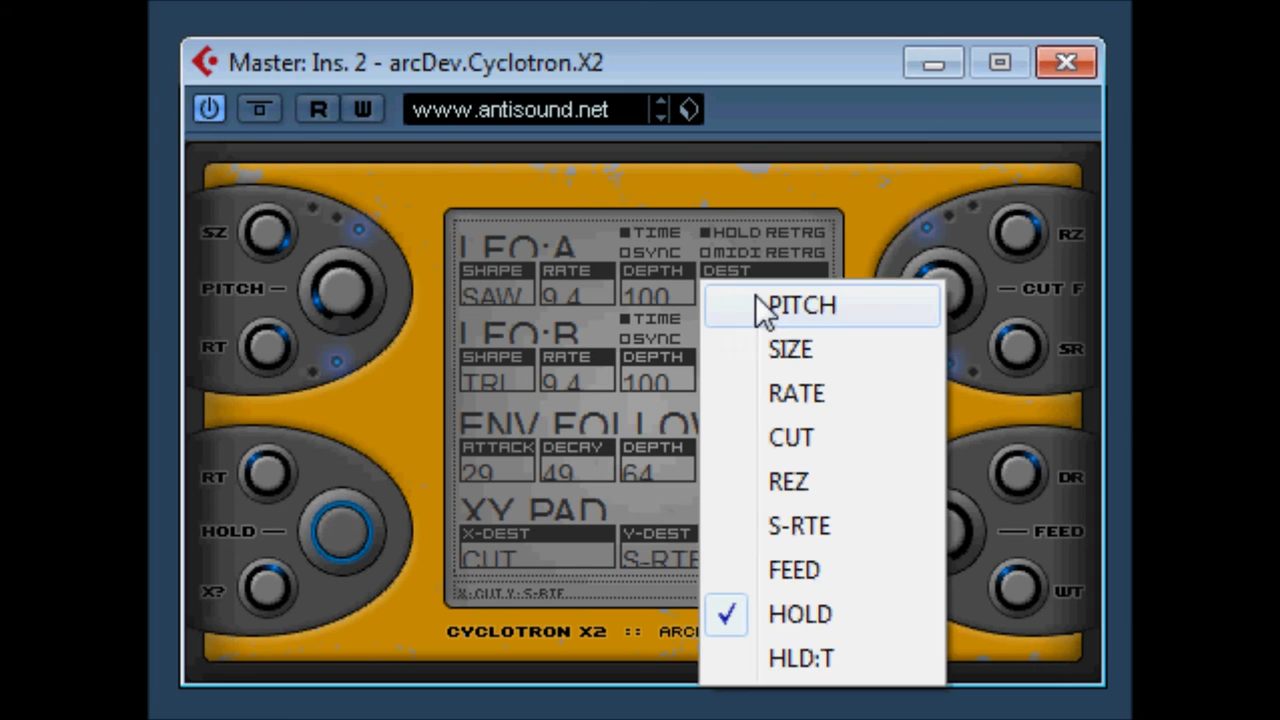 Master: Ins. 2 - arcDev.Cyclotron.X2
R W www.antisound.net
SZ
PITCH
RT
RT
HOLD
X?
LFO:A
TIME HOLD RETRG
SYNC MIDI RETRG
SHAPE RATE DEPTH DEST
SAW 9.4 100
LFO:B
TIME
SYNC
SHAPE RATE DEPTH
TRI 9.4 100
ENV FOLLOW
ATTACK DECAY DEPTH
29 49 64
XY PAD
X-DEST Y-DEST
CUT S-RTE
X:CUT Y:S-RTE
CYCLOTRON X2 :: ARC
PITCH
SIZE
RATE
CUT
REZ
S-RTE
FEED
HOLD
HLD:T
RZ
CUT F
SR
DR
FEED
WT